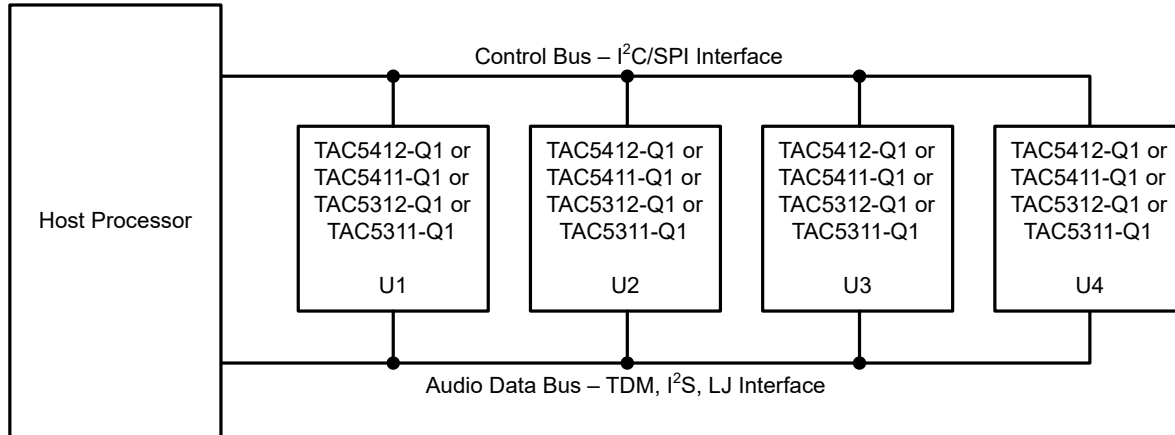 Control Bus – I²C/SPI Interface
Host Processor
TAC5412-Q1 or
TAC5411-Q1 or
TAC5312-Q1 or
TAC5311-Q1
U1
TAC5412-Q1 or
TAC5411-Q1 or
TAC5312-Q1 or
TAC5311-Q1
U2
TAC5412-Q1 or
TAC5411-Q1 or
TAC5312-Q1 or
TAC5311-Q1
U3
TAC5412-Q1 or
TAC5411-Q1 or
TAC5312-Q1 or
TAC5311-Q1
U4
Audio Data Bus – TDM, I²S, LJ Interface